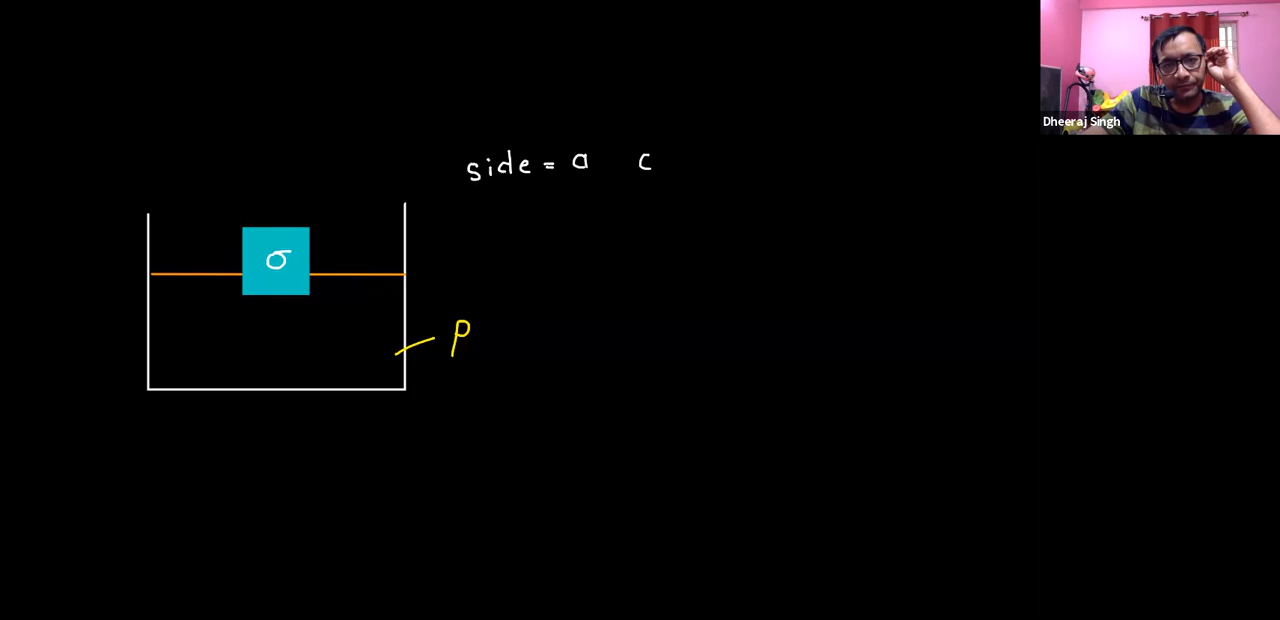 Dheeraj Singh
side = a c
σ
ρ